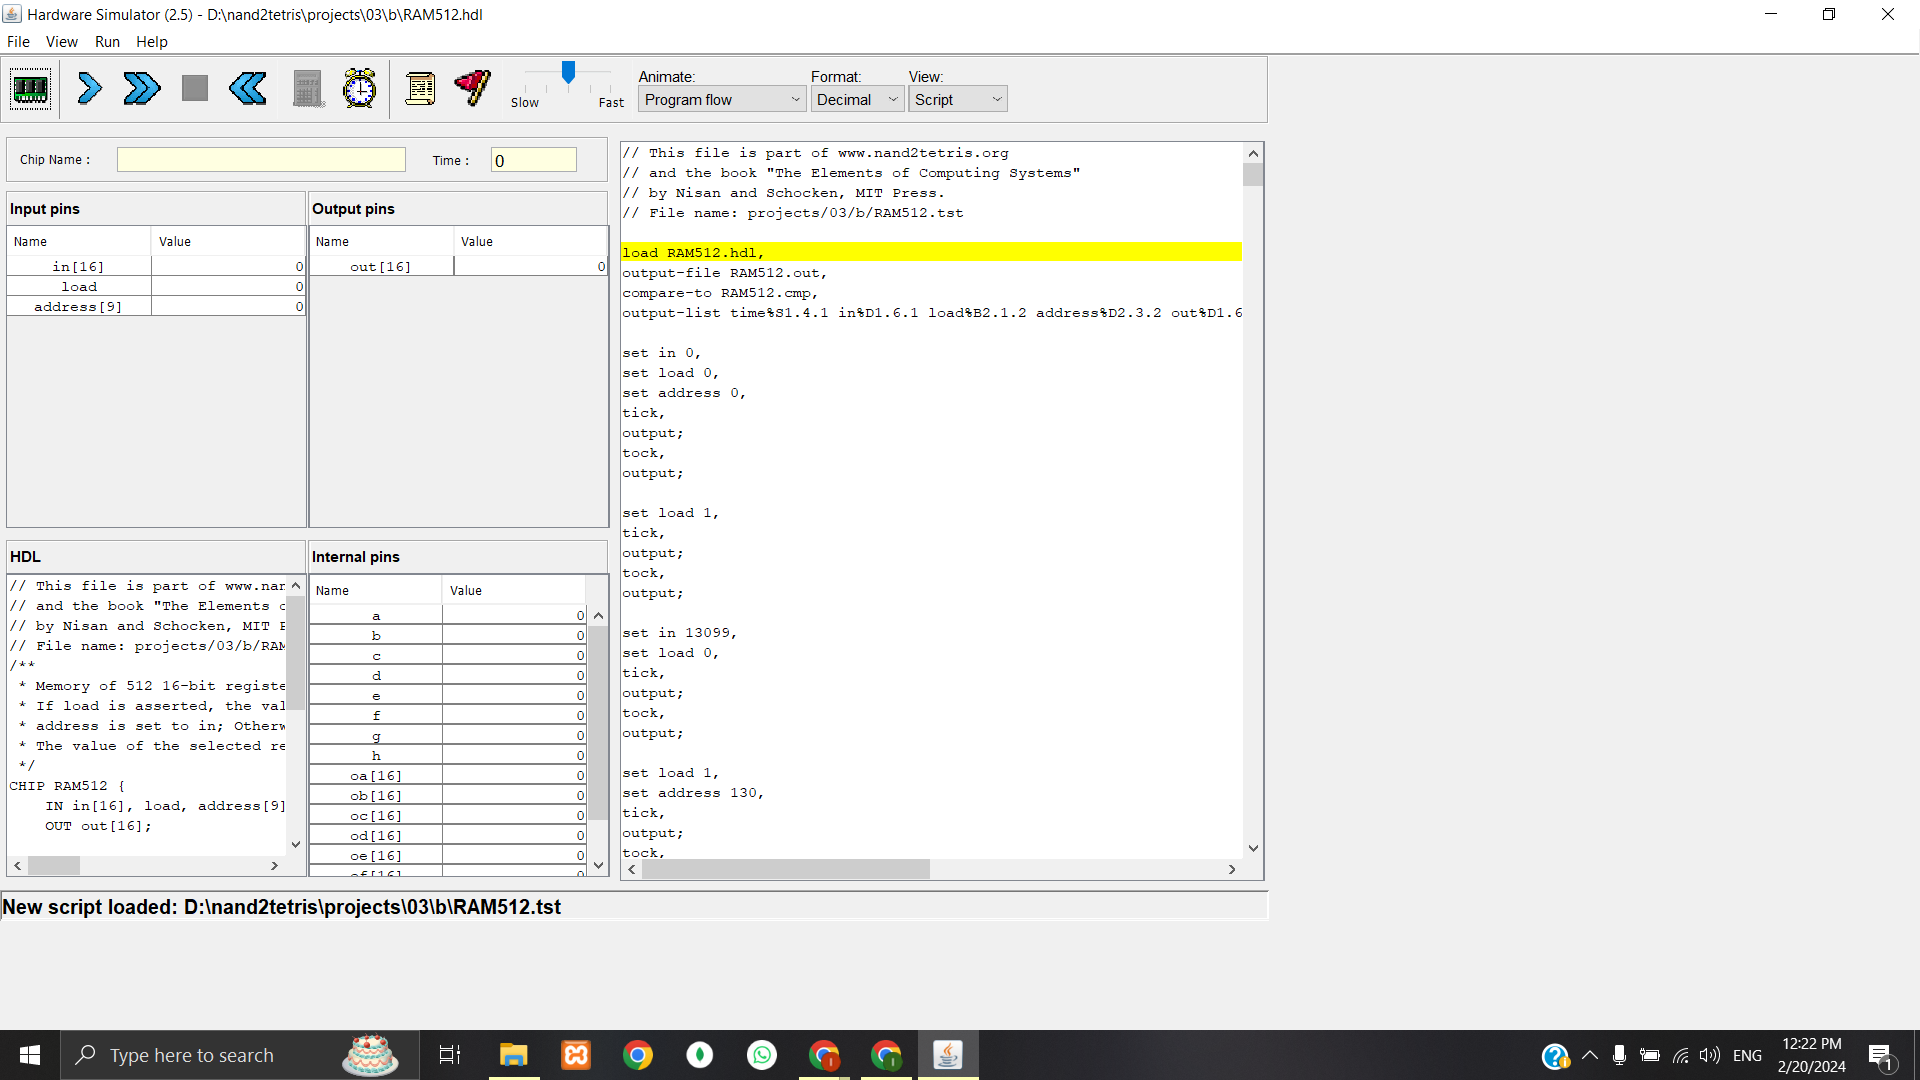 Hardware Simulator (2.5) - D:\nand2tetris\projects\03\b\RAM512.hdl
File View Run Help
Slow Fast
Animate:
Program flow
Format:
Decimal
View:
Script
Chip Name :
Time : 0
Input pins
Name Value
in[16] 0
load 0
address[9] 0
Output pins
Name Value
out[16] 0
HDL
// This file is part of www.nan
// and the book "The Elements
// by Nisan and Schocken, MIT
// File name: projects/03/b/RAM
/**
* Memory of 512 16-bit registe
* If load is asserted, the val
* address is set to in; Otherw
* The value of the selected re
*/
CHIP RAM512 {
IN in[16], load, address[9]
OUT out[16];
Internal pins
Name Value
a 0
b 0
c 0
d 0
e 0
f 0
g 0
h 0
oa[16] 0
ob[16] 0
oc[16] 0
od[16] 0
oe[16] 0
// This file is part of www.nand2tetris.org
// and the book "The Elements of Computing Systems"
// by Nisan and Schocken, MIT Press.
// File name: projects/03/b/RAM512.tst
load RAM512.hdl,
output-file RAM512.out,
compare-to RAM512.cmp,
output-list time%S1.4.1 in%D1.6.1 load%B2.1.2 address%D2.3.2 out%D1.6
set in 0,
set load 0,
set address 0,
tick,
output;
tock,
output;
set load 1,
tick,
output;
tock,
output;
set in 13099,
set load 0,
tick,
output;
tock,
output;
set load 1,
set address 130,
tick,
output;
tock,
New script loaded: D:\nand2tetris\projects\03\b\RAM512.tst
Type here to search
ENG
12:22 PM
2/20/2024
1